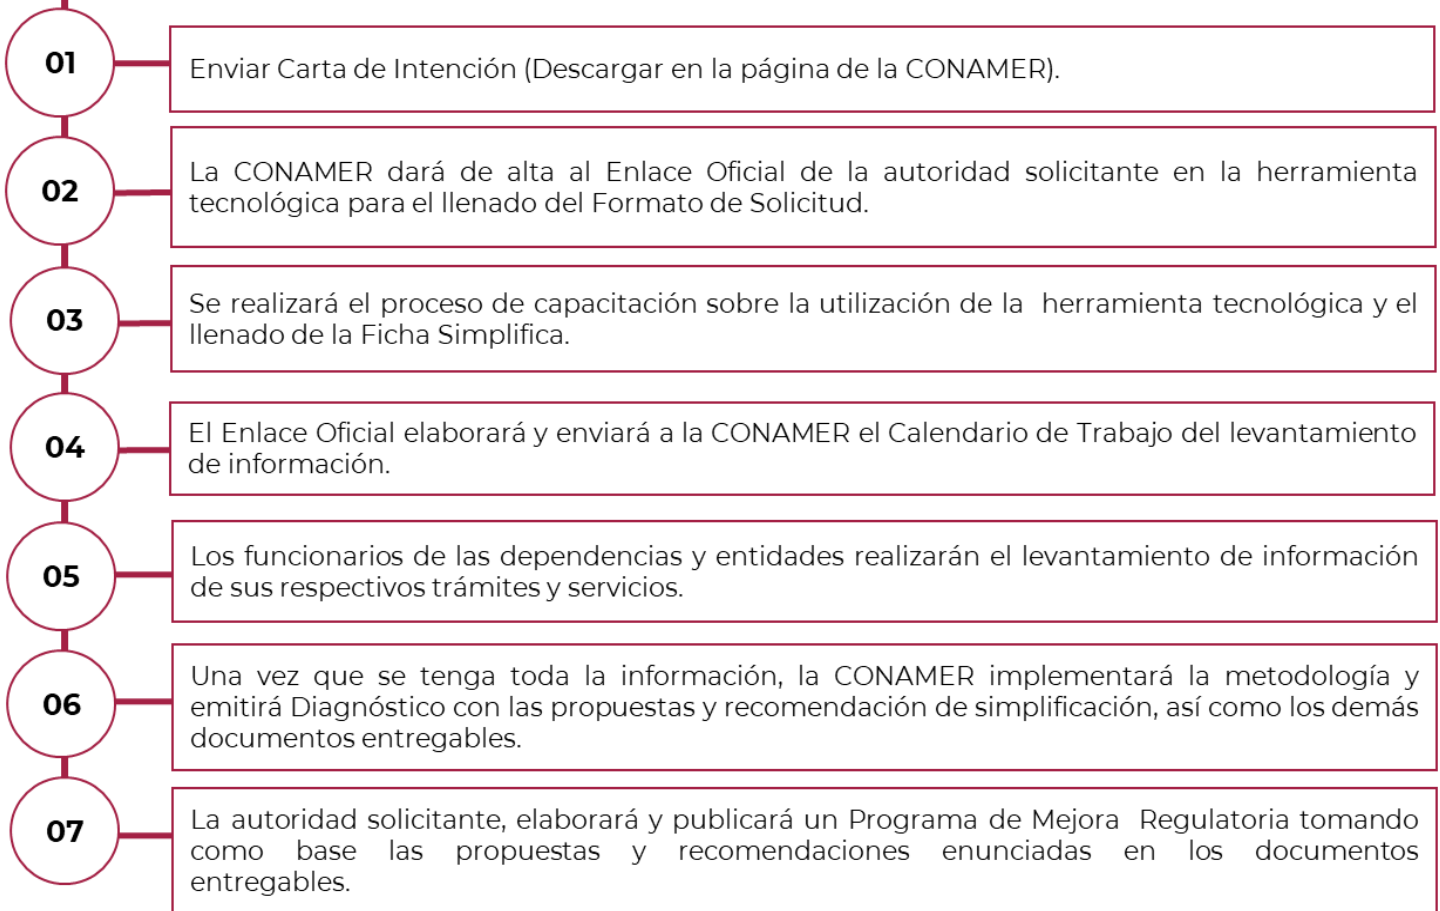 01
Enviar Carta de Intención (Descargar en la página de la CONAMER).
02
La CONAMER dará de alta al Enlace Oficial de la autoridad solicitante en la herramienta
tecnológica para el llenado del Formato de Solicitud.
03
Se realizará el proceso de capacitación sobre la utilización de la herramienta tecnológica y el
llenado de la Ficha Simplifica.
04
El Enlace Oficial elaborará y enviará a la CONAMER el Calendario de Trabajo del levantamiento
de información.
05
Los funcionarios de las dependencias y entidades realizarán el levantamiento de información
de sus respectivos trámites y servicios.
06
Una vez que se tenga toda la información, la CONAMER implementará la metodología y
emitirá Diagnóstico con las propuestas y recomendación de simplificación, así como los demás
documentos entregables.
07
La autoridad solicitante, elaborará y publicará un Programa de Mejora Regulatoria tomando
como base las propuestas y recomendaciones enunciadas en los documentos
entregables.